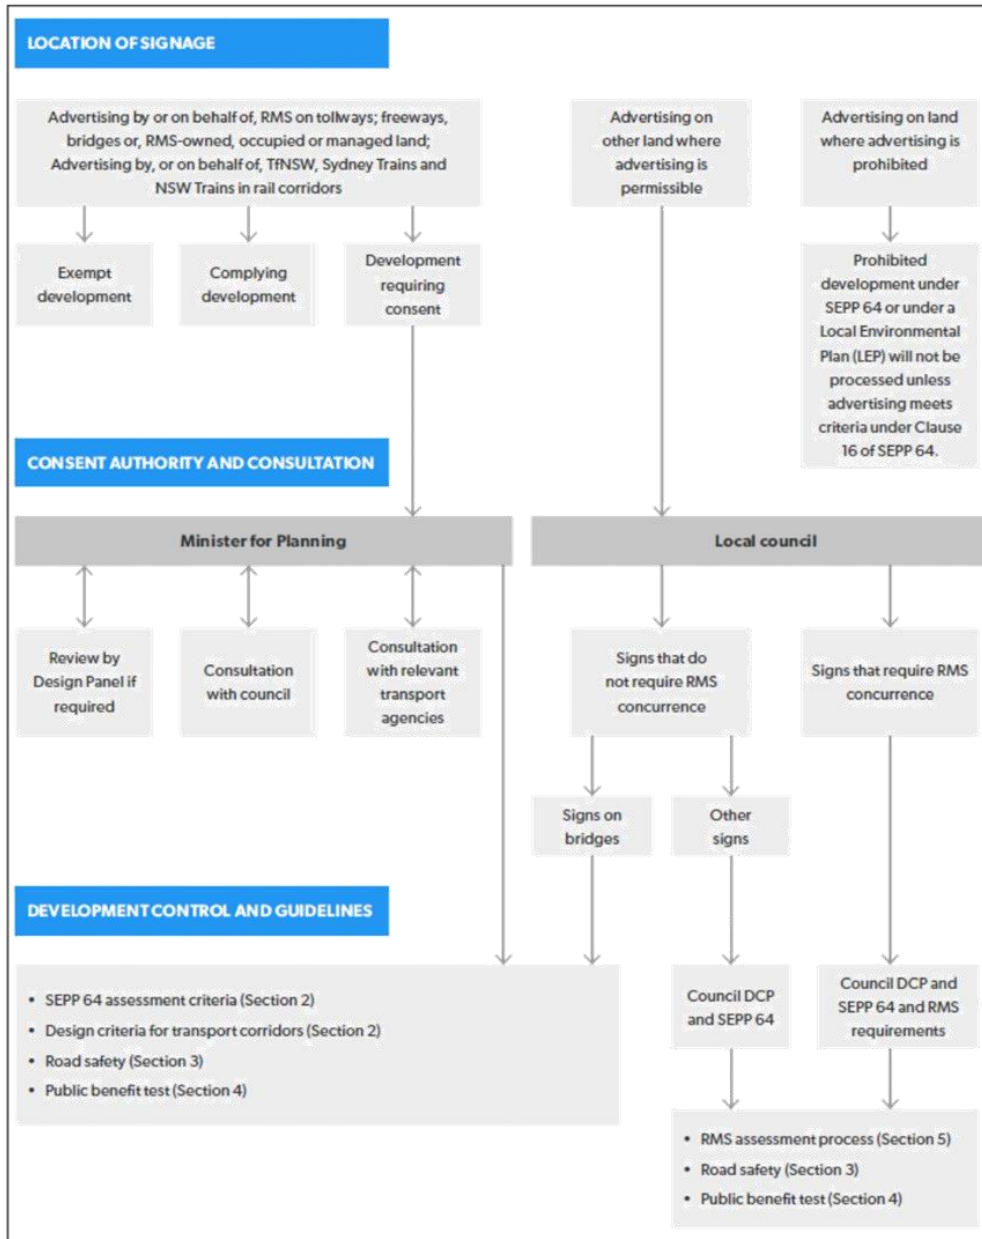 LOCATION OF SIGNAGE
Advertising by or on behalf of, RMS on tollways; freeways,
bridges or, RMS-owned, occupied or managed land;
Advertising by, or on behalf of, TfNSW, Sydney Trains and
NSW Trains in rail corridors
Advertising on
other land where
advertising is
permissible
Advertising on land
where advertising is
prohibited
Exempt
development
Complying
development
Development
requiring
consent
Prohibited
development under
SEPP 64 or under a
Local Environmental
Plan (LEP) will not be
processed unless
advertising meets
criteria under Clause
16 of SEPP 64.
CONSENT AUTHORITY AND CONSULTATION
Minister for Planning
Local council
Review by
Design Panel if
required
Consultation
with council
Consultation
with relevant
transport
agencies
Signs that do
not require RMS
concurrence
Signs that require RMS
concurrence
Signs on
bridges
Other
signs
DEVELOPMENT CONTROL AND GUIDELINES
• SEPP 64 assessment criteria (Section 2)
• Design criteria for transport corridors (Section 2)
• Road safety (Section 3)
• Public benefit test (Section 4)
Council DCP
and SEPP 64
Council DCP and
SEPP 64 and RMS
requirements
• RMS assessment process (Section 5)
• Road safety (Section 3)
• Public benefit test (Section 4)